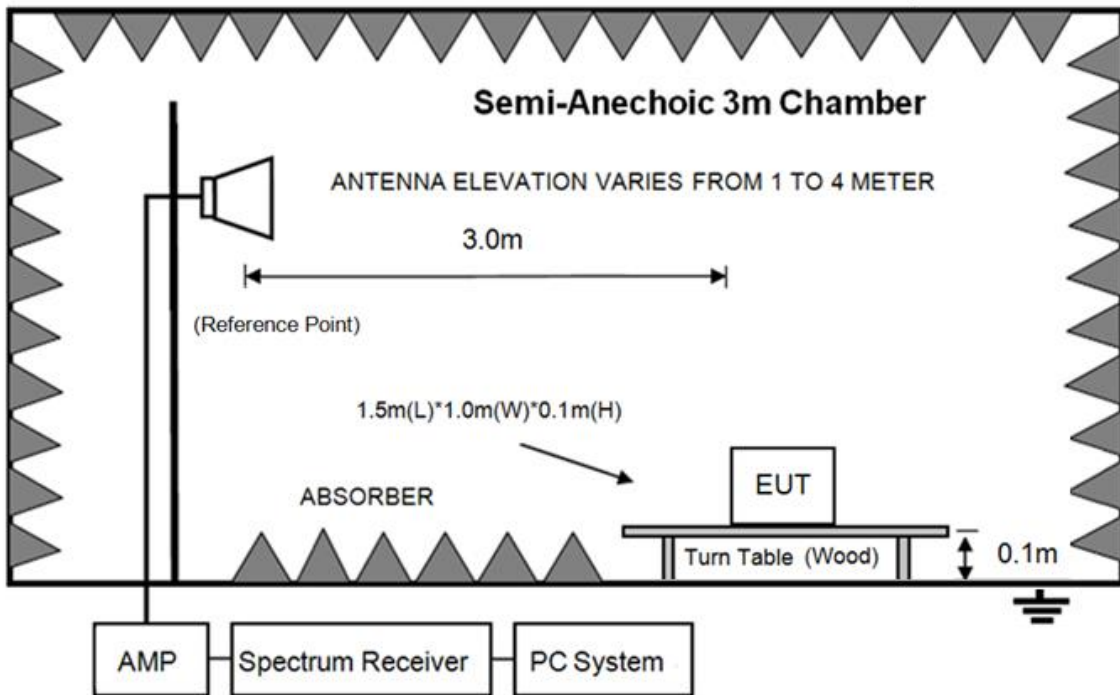 Semi-Anechoic 3m Chamber
ANTENNA ELEVATION VARIES FROM 1 TO 4 METER
3.0m
(Reference Point)
1.5m(L)*1.0m(W)*0.1m(H)
ABSORBER
EUT
Turn Table (Wood)
0.1m
AMP
Spectrum Receiver
PC System